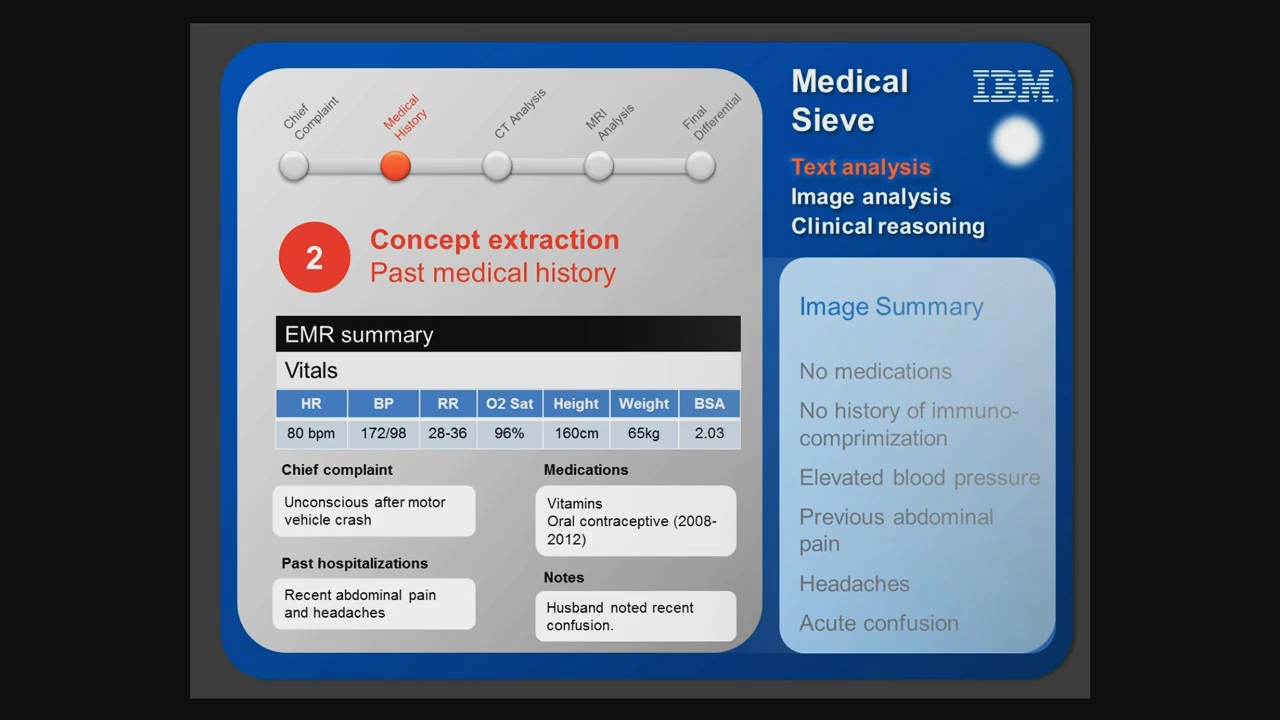 Chief
Complaint
Medical
History
CT Analysis
MRI
Analysis
Final
Differential
2
Concept extraction
Past medical history
EMR summary
Vitals
HR BP RR O2 Sat Height Weight BSA
80 bpm 172/98 28-36 96% 160cm 65kg 2.03
Chief complaint
Unconscious after motor
vehicle crash
Past hospitalizations
Recent abdominal pain
and headaches
Medications
Vitamins
Oral contraceptive (2008-
2012)
Notes
Husband noted recent
confusion.
Medical
Sieve
IBM
Text analysis
Image analysis
Clinical reasoning
Image Summary
No medications
No history of immuno-
comprimization
Elevated blood pressure
Previous abdominal
pain
Headaches
Acute confusion